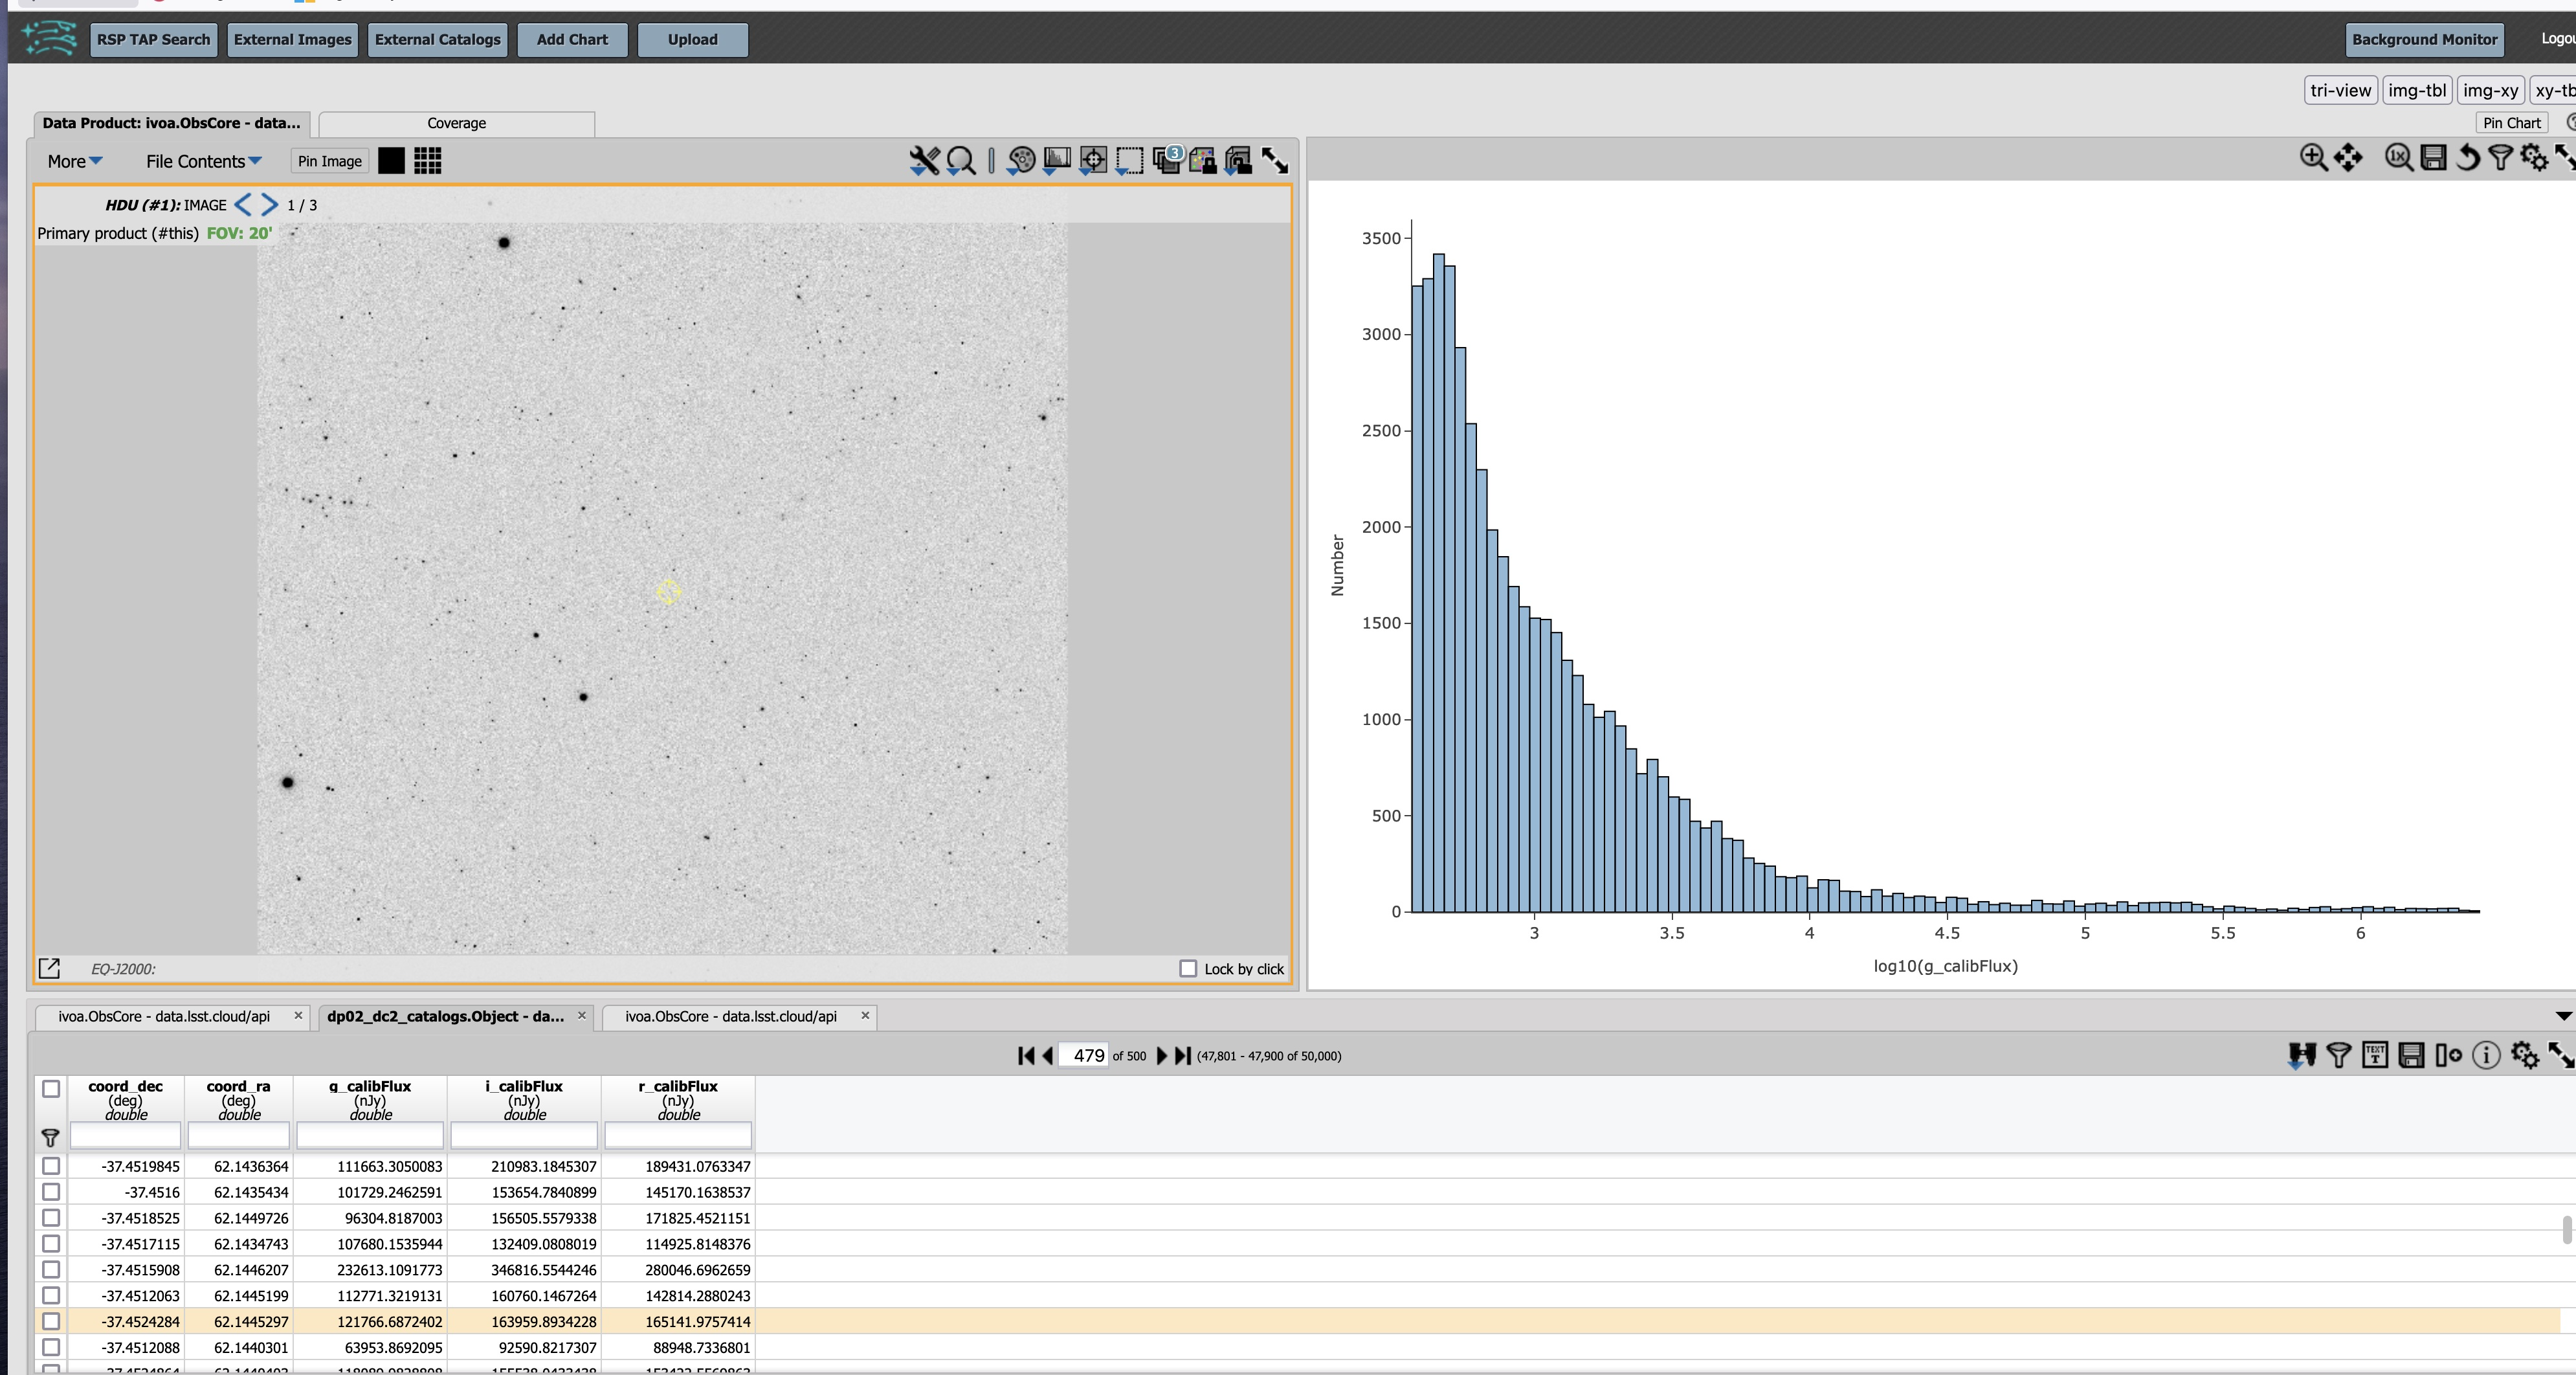 RSP TAP Search External Images External Catalogs Add Chart Upload Background Monitor
tri-view img-tbl img-xy
Data Product: ivoa.ObsCore - data... Coverage Pin Chart
More File Contents Pin Image 3
HDU (#1): IMAGE 1 / 3
Primary product (#this) FOV: 20'
EQ-J2000: Lock by click
3500
3000
2500
2000
1500
1000
500
0
Number
3 3.5 4 4.5 5 5.5 6
log10(g_calibFlux)
ivoa.ObsCore - data.lsst.cloud/api × dp02_dc2_catalogs.Object - da... × ivoa.ObsCore - data.lsst.cloud/api ×
479 of 500 (47,801 - 47,900 of 50,000) TEXT T
coord_dec coord_ra g_calibFlux i_calibFlux r_calibFlux
(deg) (deg) (nJy) (nJy) (nJy)
double double double double double
-37.4519845 62.1436364 111663.3050083 210983.1845307 189431.0763347
-37.4516 62.1435434 101729.2462591 153654.7840899 145170.1638537
-37.4518525 62.1449726 96304.8187003 156505.5579338 171825.4521151
-37.4517115 62.1434743 107680.1535944 132409.0808019 114925.8148376
-37.4515908 62.1446207 232613.1091773 346816.5544246 280046.6962659
-37.4512063 62.1445199 112771.3219131 160760.1467264 142814.2880243
-37.4524284 62.1445297 121766.6872402 163959.8934228 165141.9757414
-37.4512088 62.1440301 63953.8692095 92590.8217307 88948.7336801